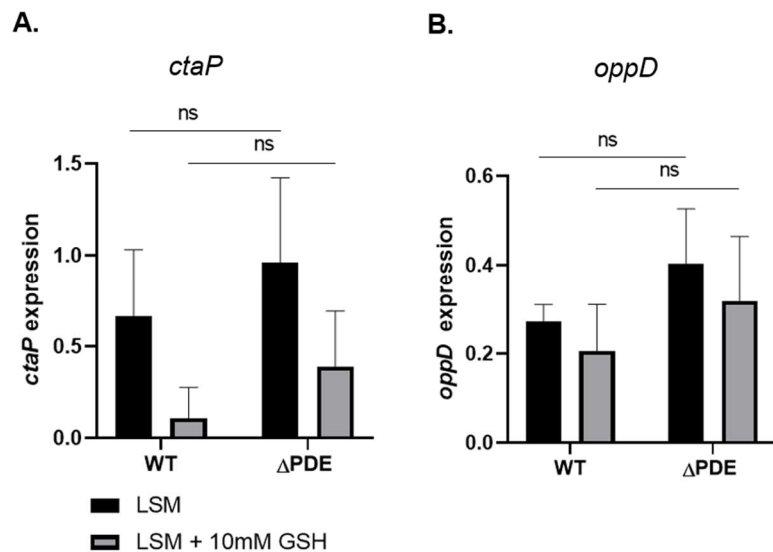 A.
ctaP
ns
ns
1.5
1.0
0.5
0.0
ctaP expression
WT
ΔPDE
LSM
LSM + 10mM GSH
B.
oppD
ns
ns
0.6
0.4
0.2
0.0
oppD expression
WT
ΔPDE